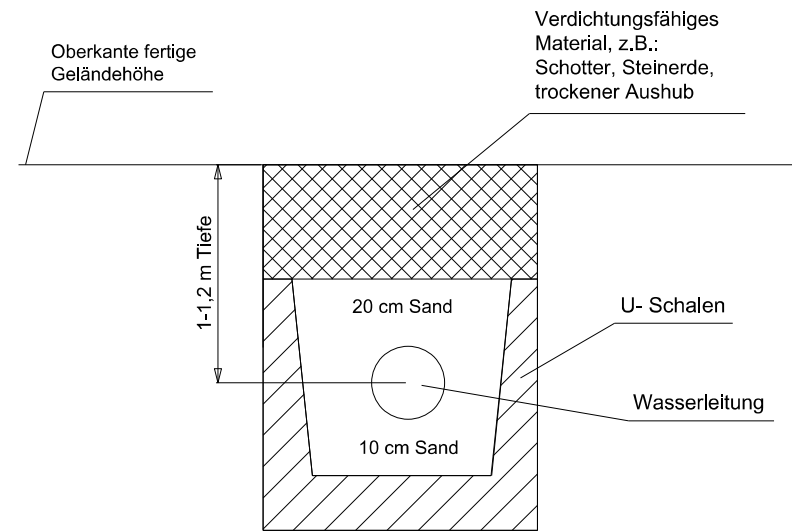 Oberkante fertige
Geländehöhe
Verdichtungsfähiges
Material, z.B.:
Schotter, Steinerde,
trockener Aushub
1-1,2 m Tiefe
20 cm Sand
U- Schalen
Wasserleitung
10 cm Sand